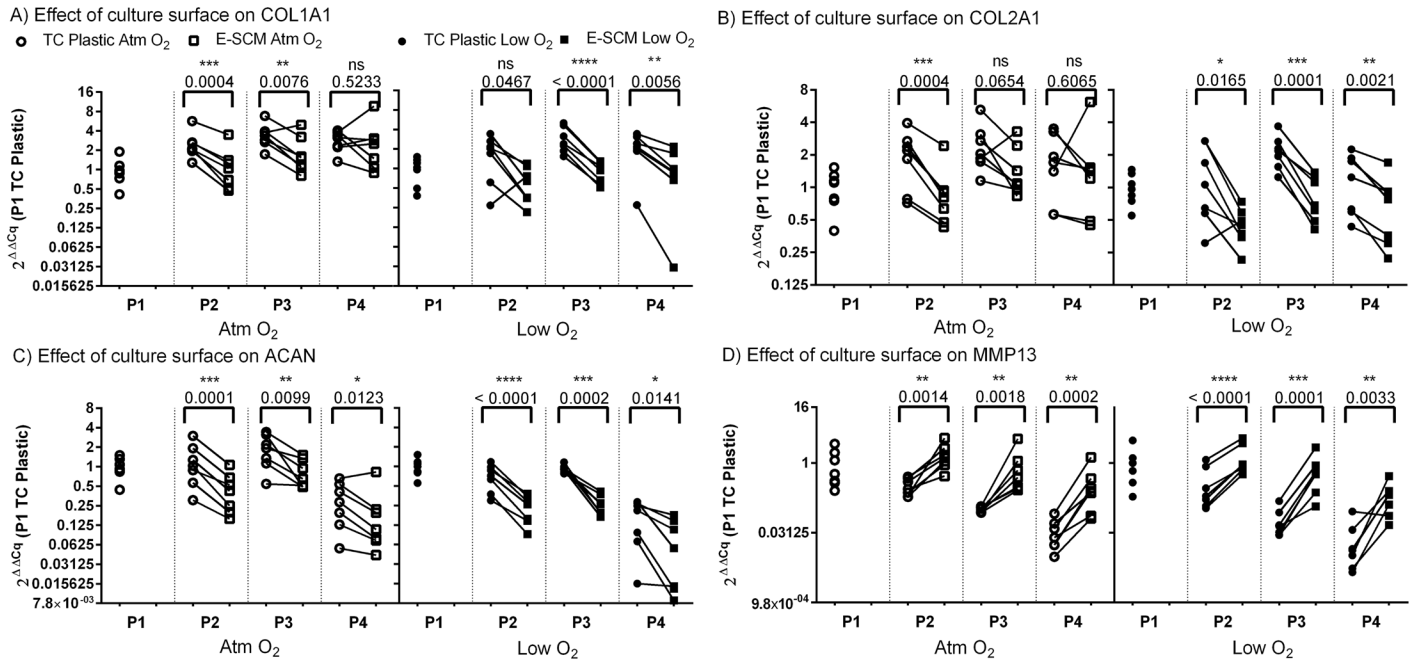 A) Effect of culture surface on COL1A1
TC Plastic Atm O2 E-SCM Atm O2 TC Plastic Low O2 E-SCM Low O2
*** ** ns ns **** **
0.0004 0.0076 0.5233 0.0467 < 0.0001 0.0056
2^ΔΔCq (P1 TC Plastic)
16
8
4
2
1
0.5
0.25
0.125
0.0625
0.03125
0.015625
P1 P2 P3 P4 P1 P2 P3 P4
Atm O2 Low O2
B) Effect of culture surface on COL2A1
*** ns ns * *** **
0.0004 0.0654 0.6065 0.0165 0.0001 0.0021
2^ΔΔCq (P1 TC Plastic)
8
4
2
1
0.5
0.25
0.125
P1 P2 P3 P4 P1 P2 P3 P4
Atm O2 Low O2
C) Effect of culture surface on ACAN
*** ** * **** *** *
0.0001 0.0099 0.0123 < 0.0001 0.0002 0.0141
2^ΔΔCq (P1 TC Plastic)
8
4
2
1
0.5
0.25
0.125
0.0625
0.03125
0.015625
7.8×10^-03
P1 P2 P3 P4 P1 P2 P3 P4
Atm O2 Low O2
D) Effect of culture surface on MMP13
** ** ** **** *** **
0.0014 0.0018 0.0002 < 0.0001 0.0001 0.0033
2^ΔΔCq (P1 TC Plastic)
16
1
0.03125
9.8×10^-04
P1 P2 P3 P4 P1 P2 P3 P4
Atm O2 Low O2